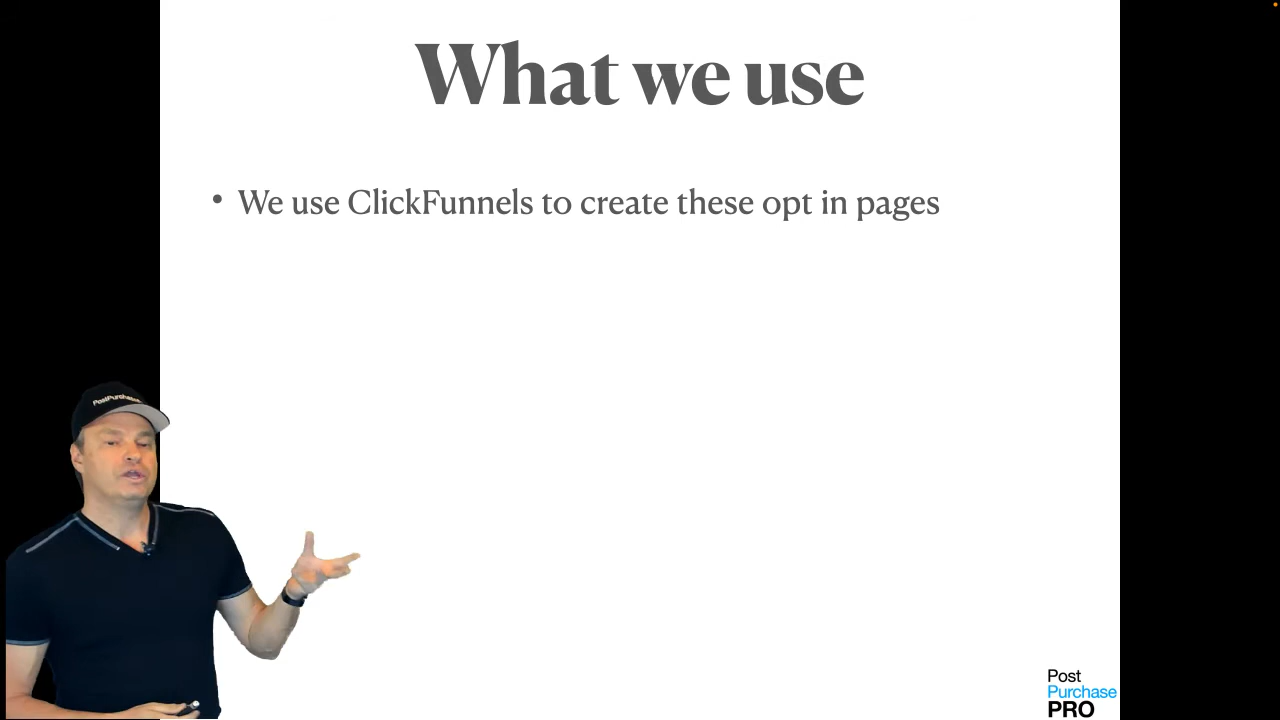 What we use
• We use ClickFunnels to create these opt in pages
Post
Purchase
PRO